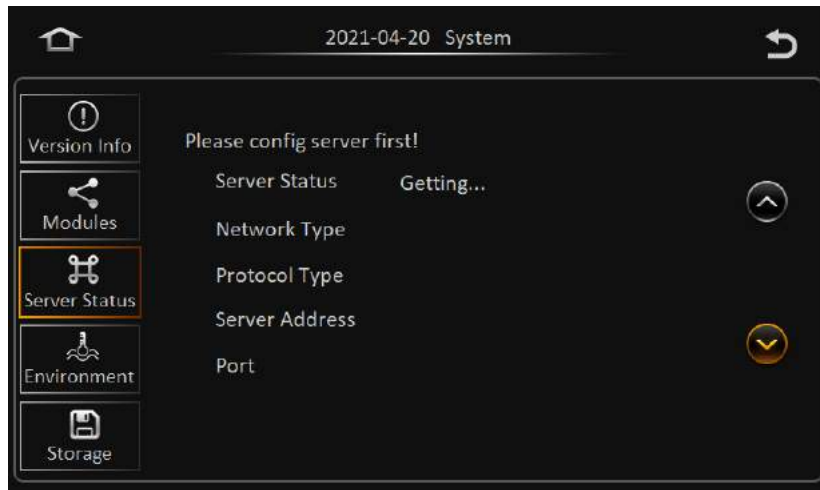 2021-04-20 System
Version Info
Modules
Server Status
Environment
Storage
Please config server first!
Server Status Getting...
Network Type
Protocol Type
Server Address
Port